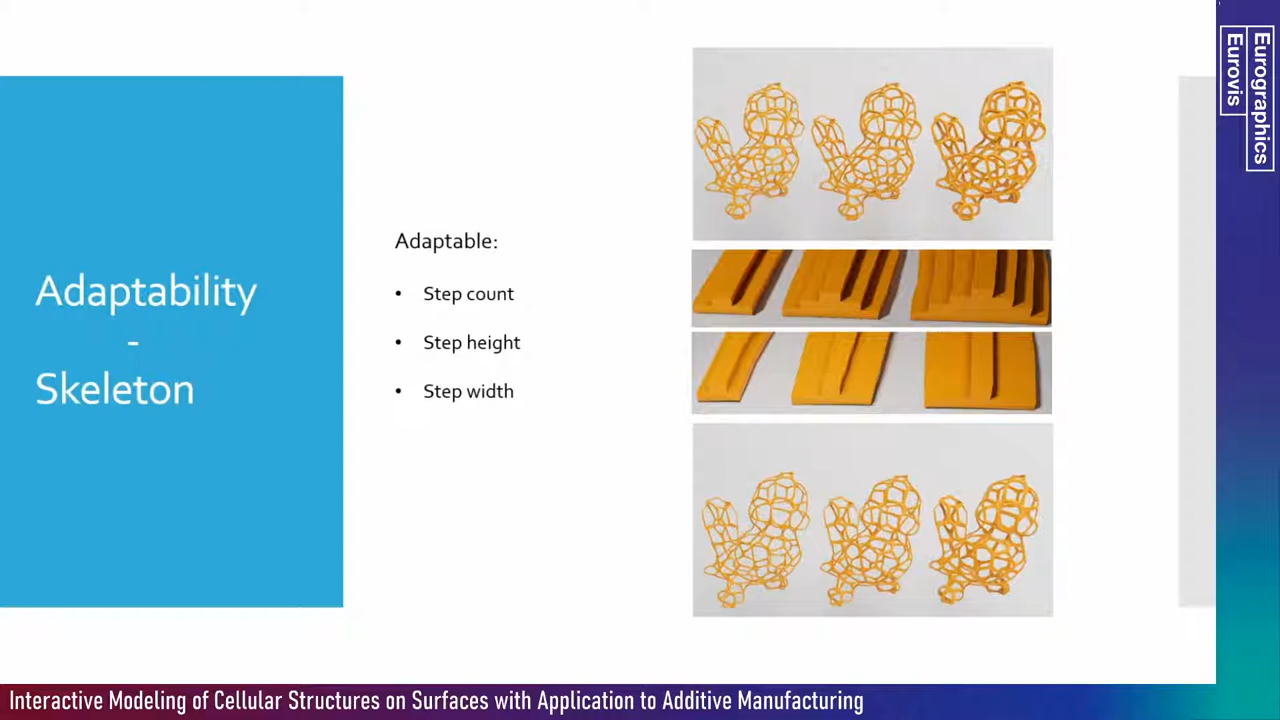 Adaptability
-
Skeleton
Adaptable:
• Step count
• Step height
• Step width
Eurographics
Eurovis
Interactive Modeling of Cellular Structures on Surfaces with Application to Additive Manufacturing